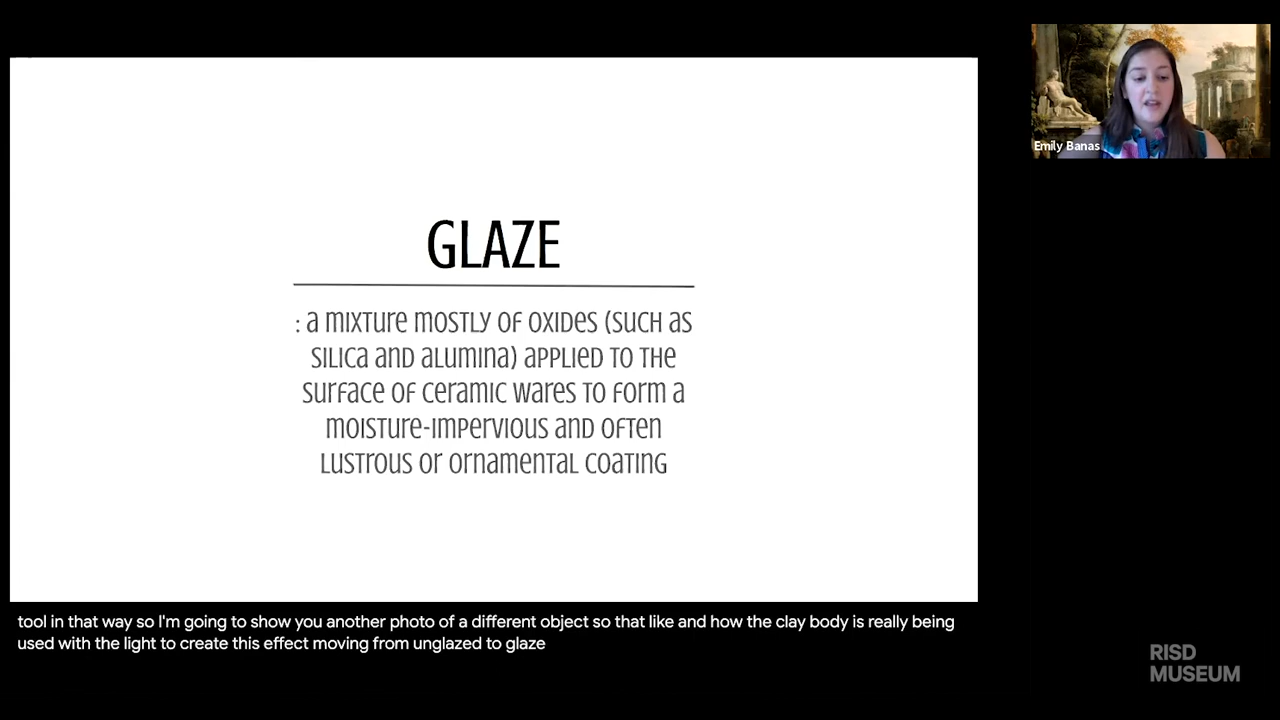 GLAZE
: a mixture mostly of oxides (such as
silica and alumina) applied to the
surface of ceramic wares to form a
moisture-impervious and often
lustrous or ornamental coating
Emily Banas
tool in that way so I'm going to show you another photo of a different object so that like and how the clay body is really being
used with the light to create this effect moving from unglazed to glaze
RISD
MUSEUM